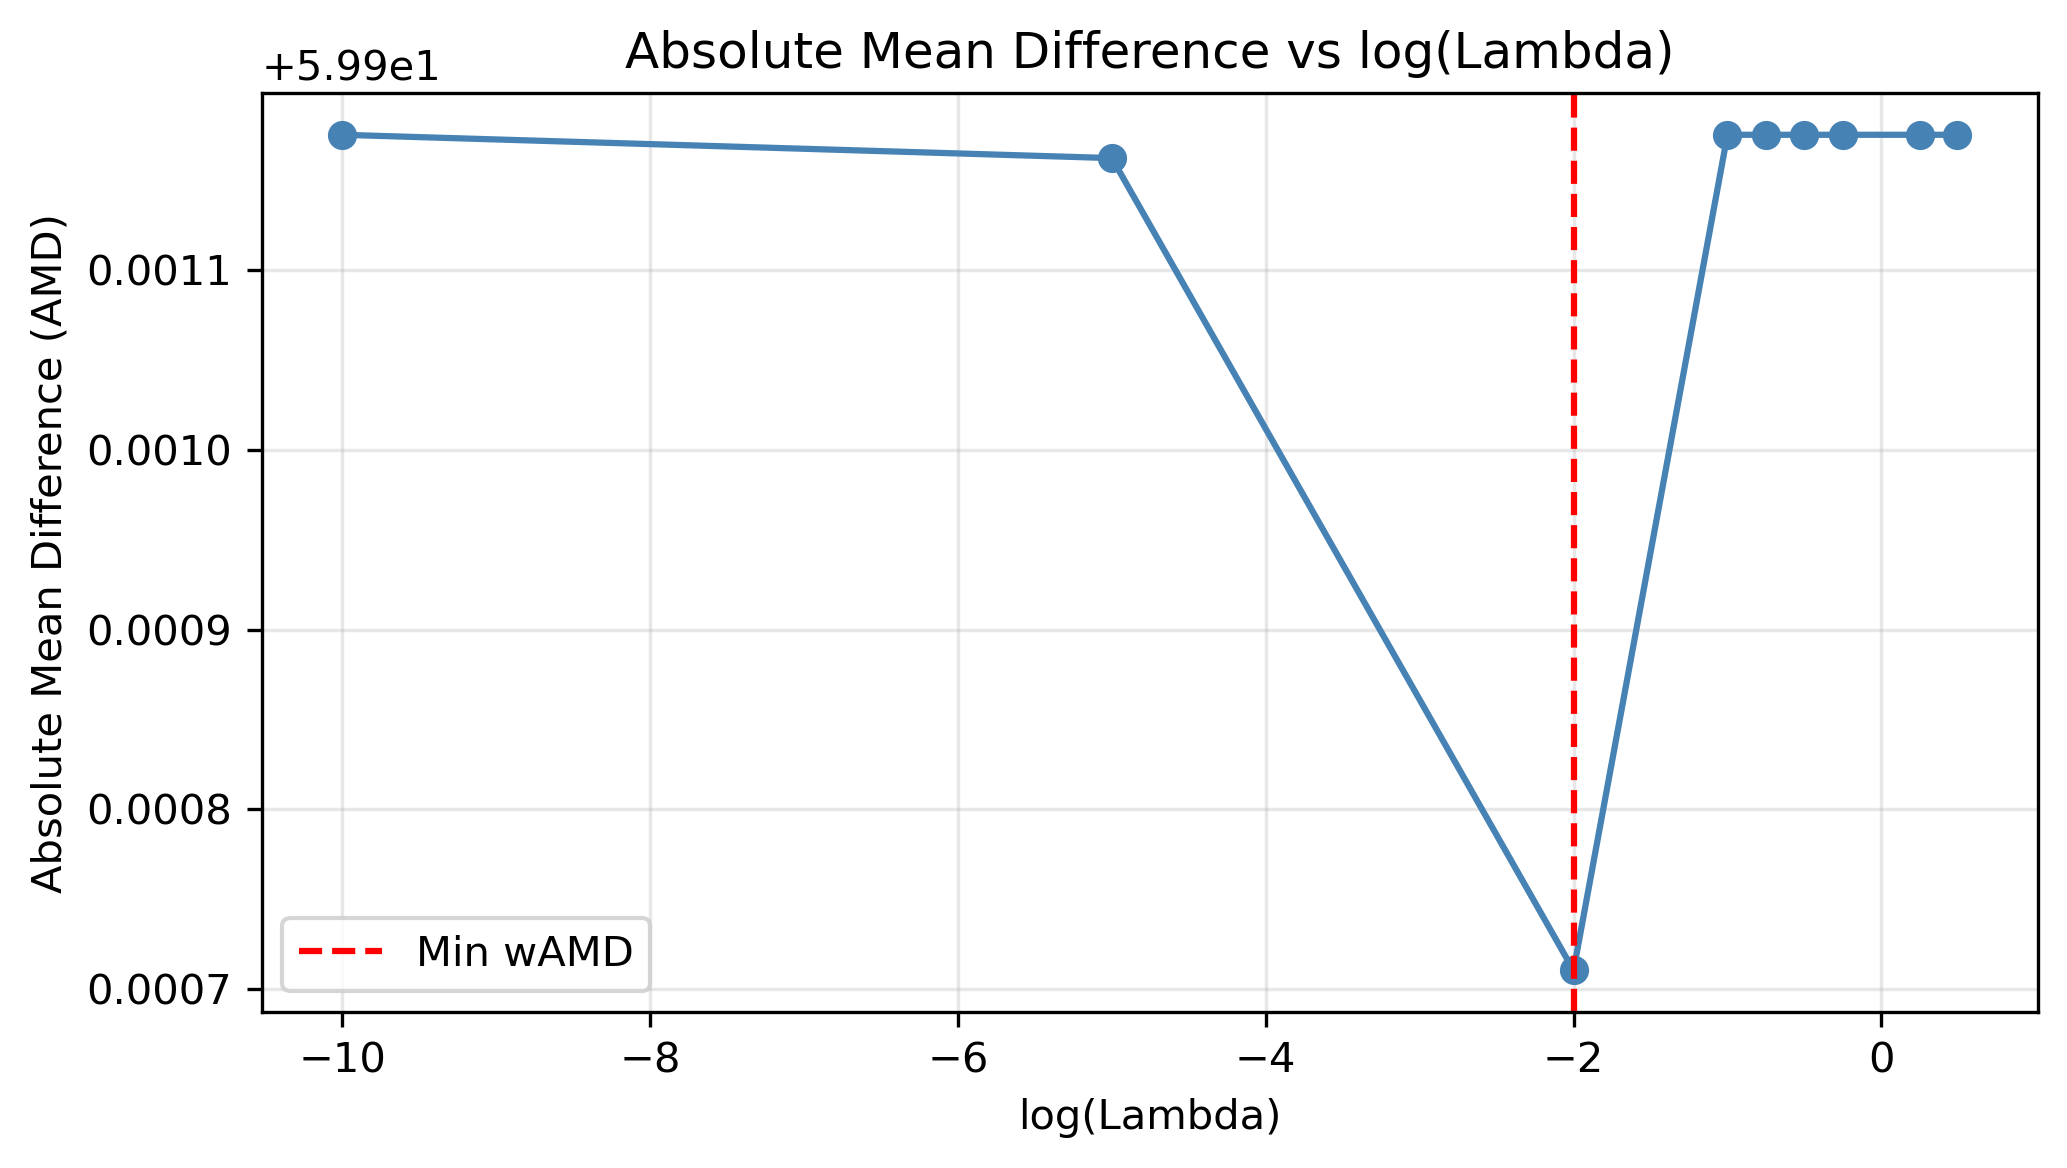 Absolute Mean Difference vs log(Lambda)
+5.99e1
Absolute Mean Difference (AMD)
0.0011
0.0010
0.0009
0.0008
0.0007
Min wAMD
−10
−8
−6
−4
−2
0
log(Lambda)